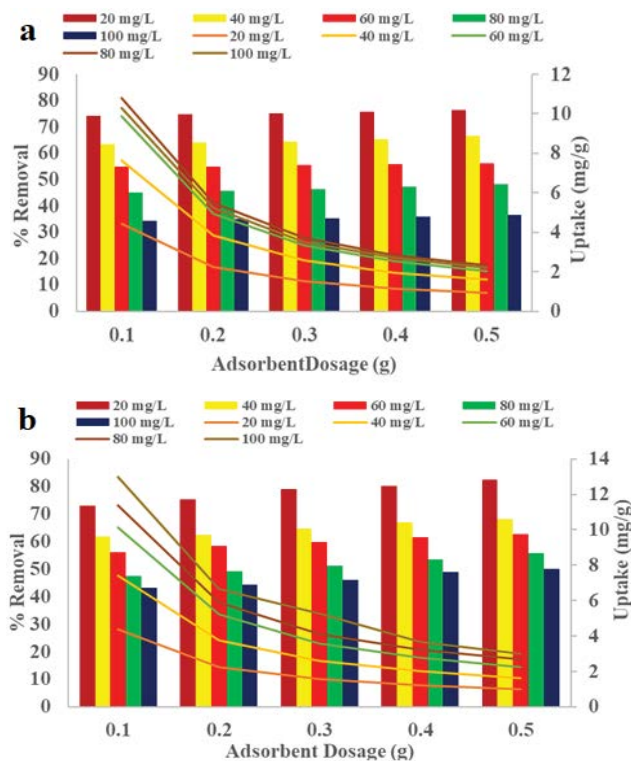 a
20 mg/L 40 mg/L 60 mg/L 80 mg/L
100 mg/L 20 mg/L 40 mg/L 60 mg/L
80 mg/L 100 mg/L
90 12
80 10
70
60 8
50
40 6
30 4
20 2
10
0 0
% Removal
Uptake (mg/g)
0.1 0.2 0.3 0.4 0.5
AdsorbentDosage (g)
b
20 mg/L 40 mg/L 60 mg/L 80 mg/L
100 mg/L 20 mg/L 40 mg/L 60 mg/L
80 mg/L 100 mg/L
90 14
80 12
70 10
60
50 8
40 6
30 4
20
10 2
0 0
% Removal
Uptake (mg/g)
0.1 0.2 0.3 0.4 0.5
Adsorbent Dosage (g)